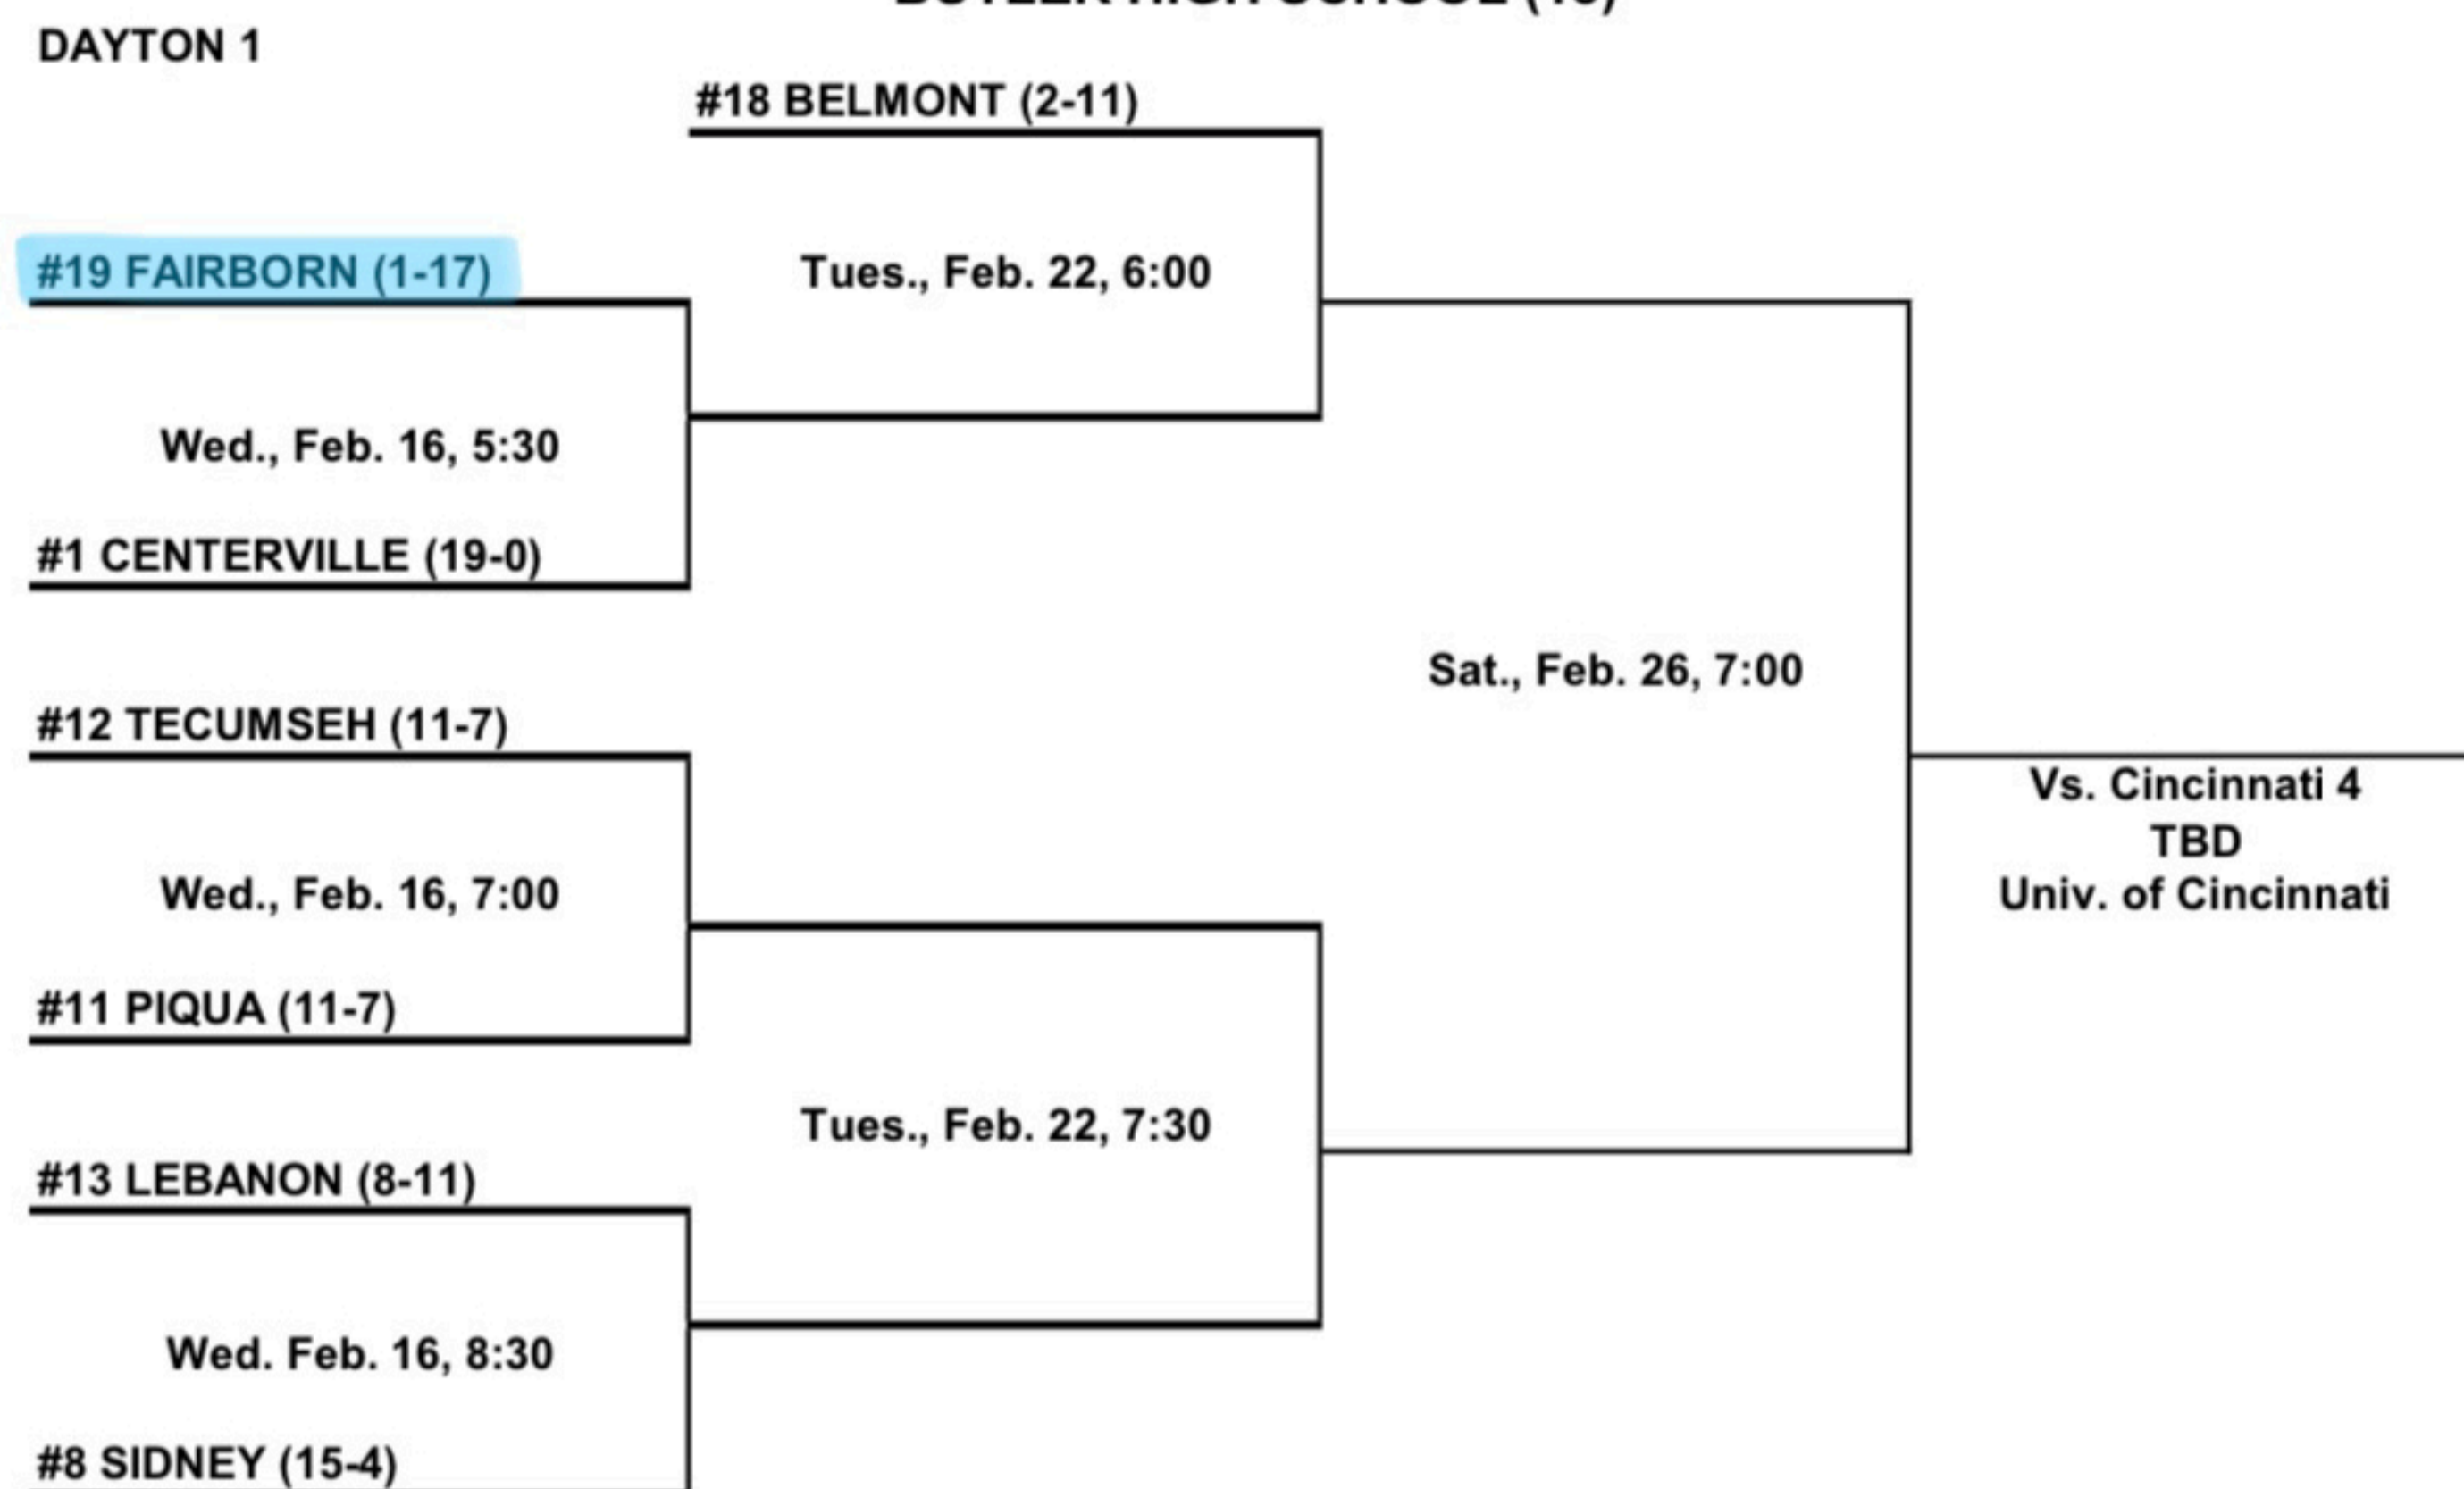 DAYTON 1
#18 BELMONT (2-11)
#19 FAIRBORN (1-17)
Tues., Feb. 22, 6:00
Wed., Feb. 16, 5:30
#1 CENTERVILLE (19-0)
Sat., Feb. 26, 7:00
#12 TECUMSEH (11-7)
Vs. Cincinnati 4
TBD
Univ. of Cincinnati
Wed., Feb. 16, 7:00
#11 PIQUA (11-7)
Tues., Feb. 22, 7:30
#13 LEBANON (8-11)
Wed. Feb. 16, 8:30
#8 SIDNEY (15-4)